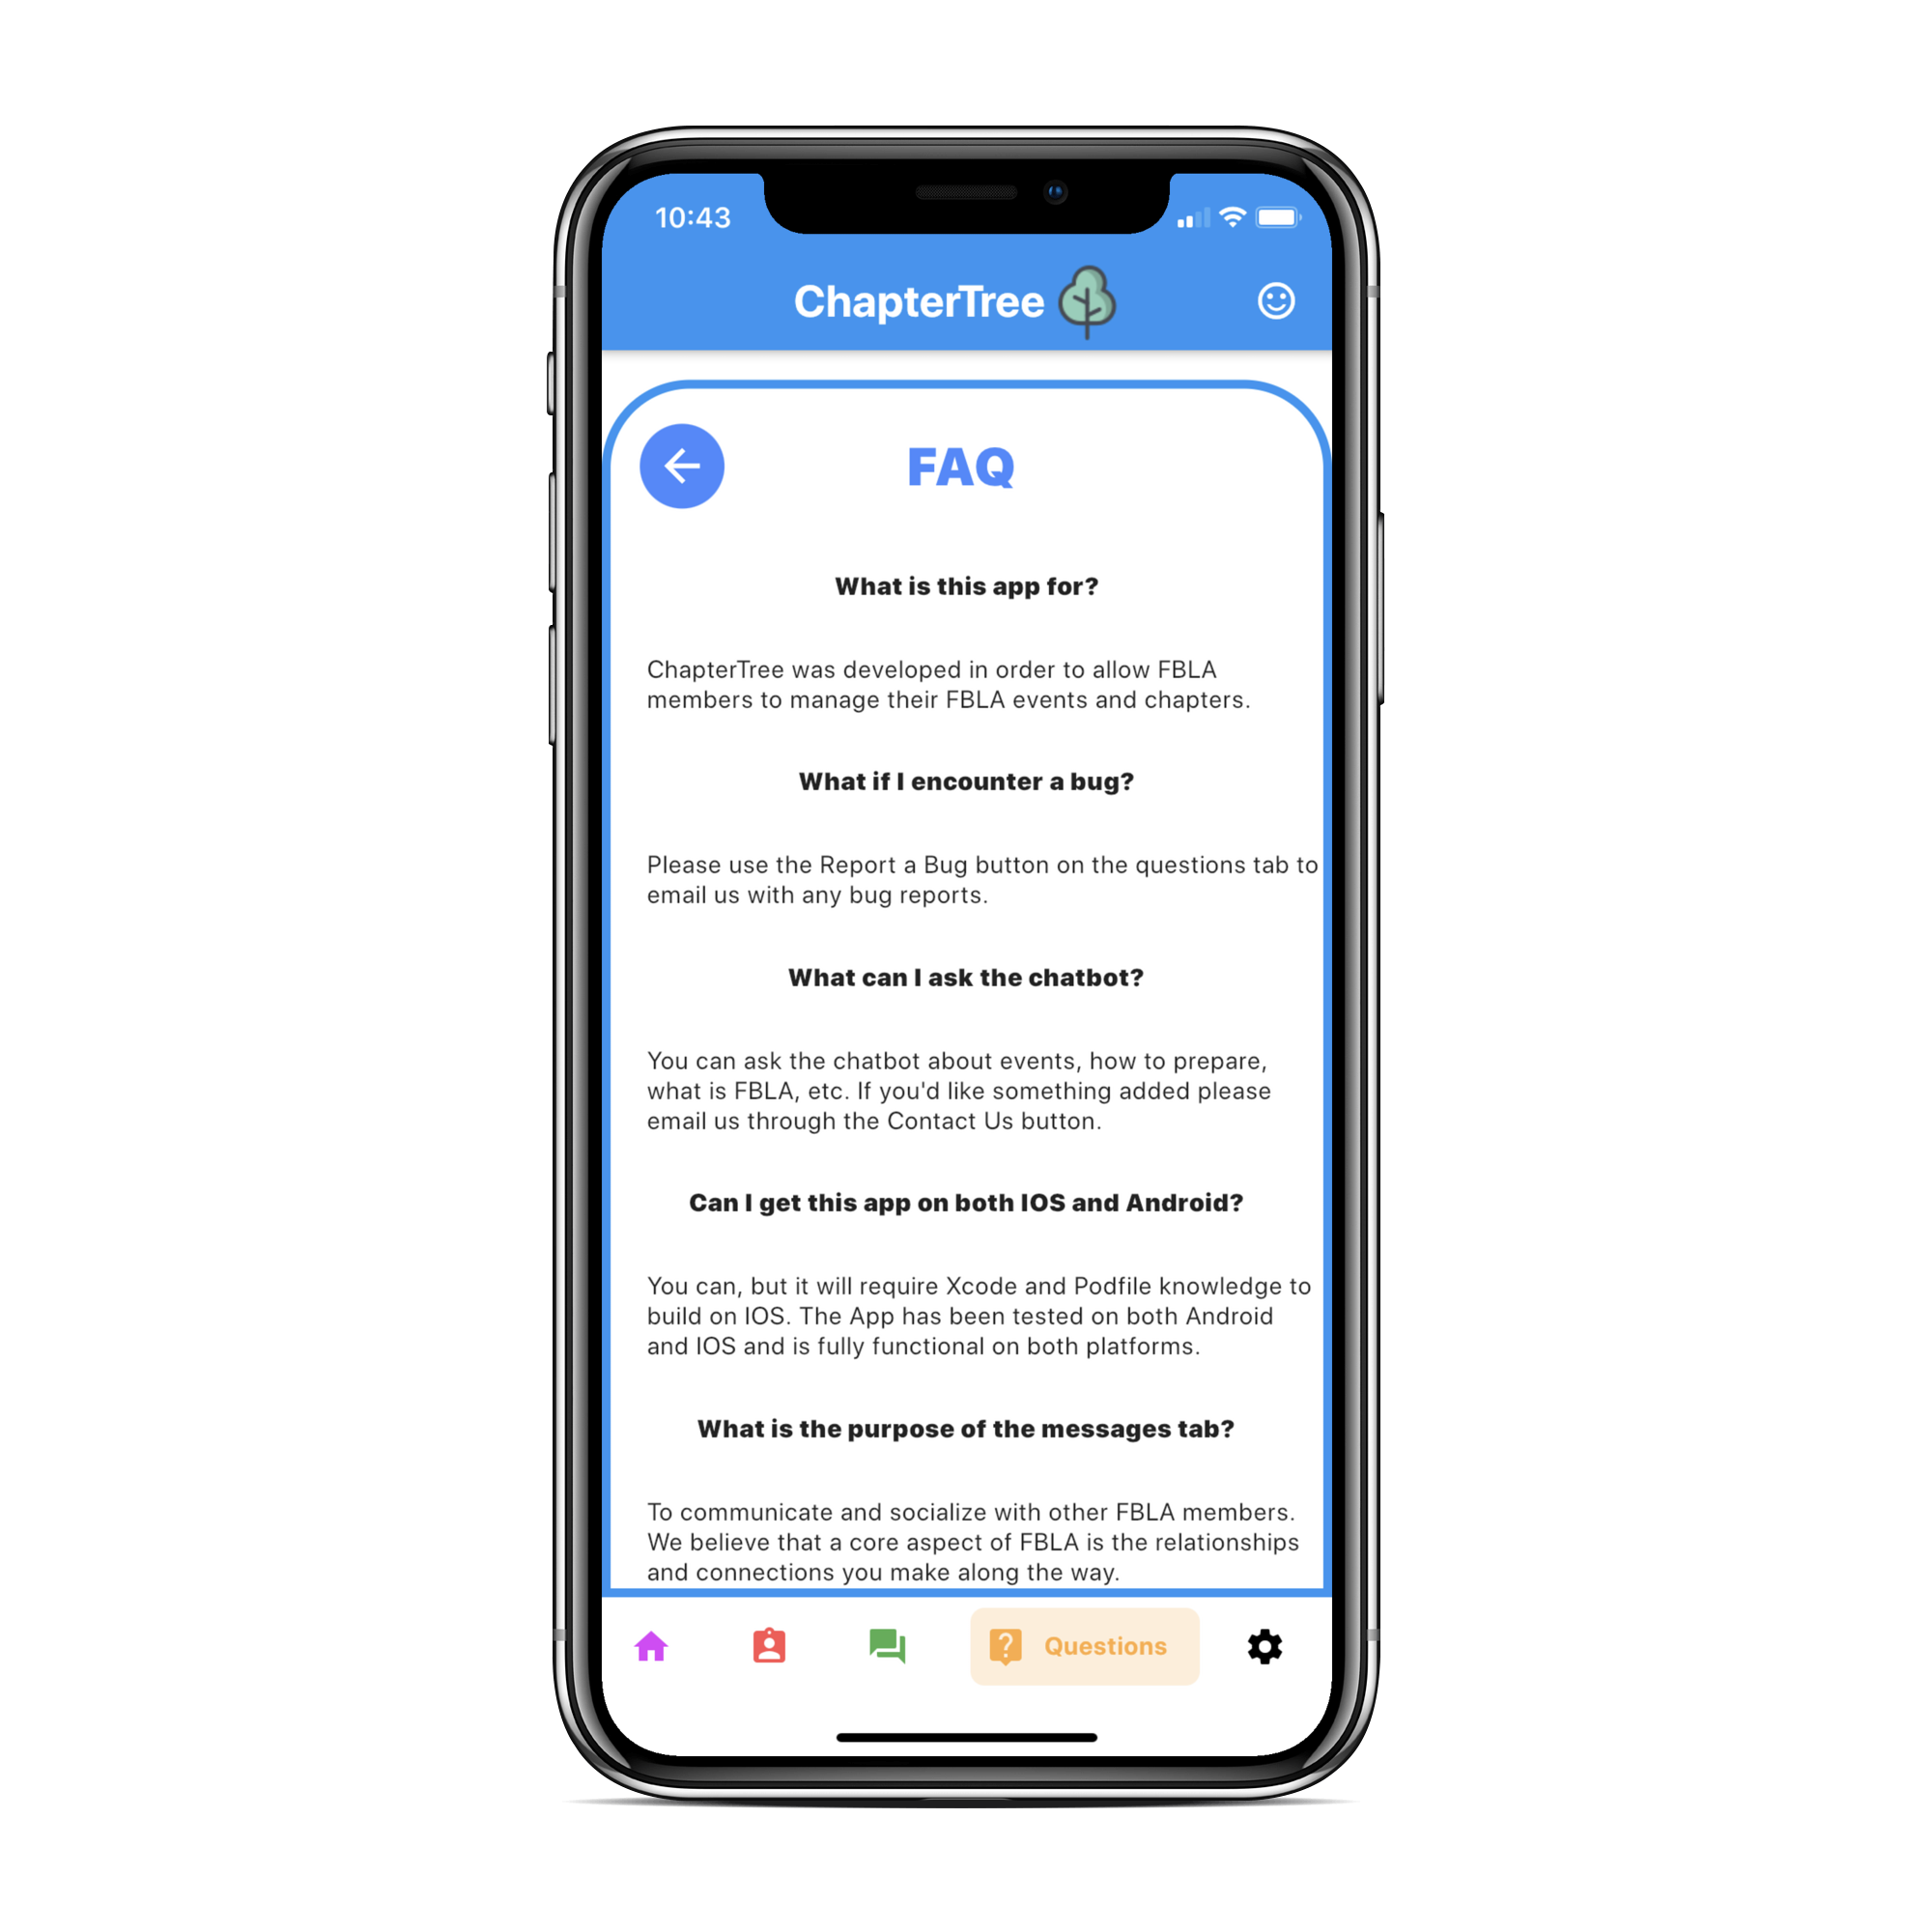 10:43
ChapterTree
FAQ
What is this app for?
ChapterTree was developed in order to allow FBLA
members to manage their FBLA events and chapters.
What if I encounter a bug?
Please use the Report a Bug button on the questions tab to
email us with any bug reports.
What can I ask the chatbot?
You can ask the chatbot about events, how to prepare,
what is FBLA, etc. If you'd like something added please
email us through the Contact Us button.
Can I get this app on both IOS and Android?
You can, but it will require Xcode and Podfile knowledge to
build on IOS. The App has been tested on both Android
and IOS and is fully functional on both platforms.
What is the purpose of the messages tab?
To communicate and socialize with other FBLA members.
We believe that a core aspect of FBLA is the relationships
and connections you make along the way.
Questions